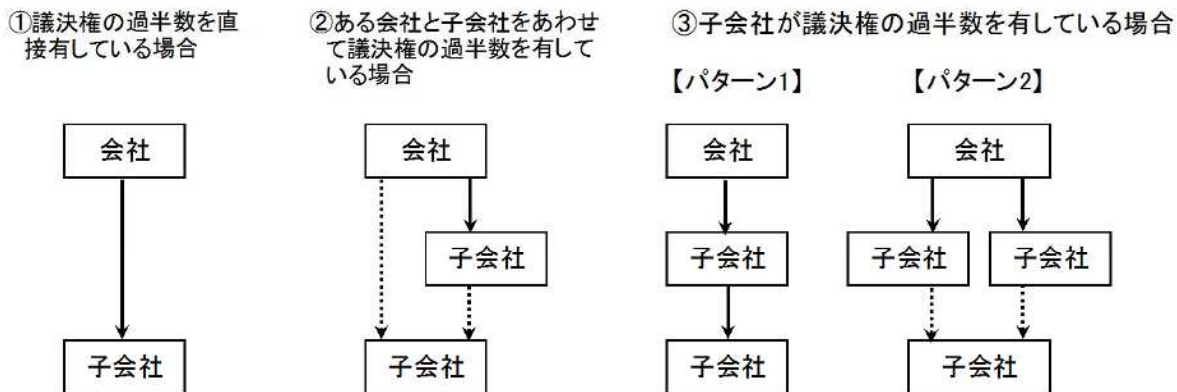 ①議決権の過半数を直
接有している場合
②ある会社と子会社をあわせ
て議決権の過半数を有して
いる場合
③子会社が議決権の過半数を有している場合
【パターン1】
【パターン2】
会社
子会社
会社
子会社
子会社
会社
子会社
子会社
会社
子会社
子会社
子会社